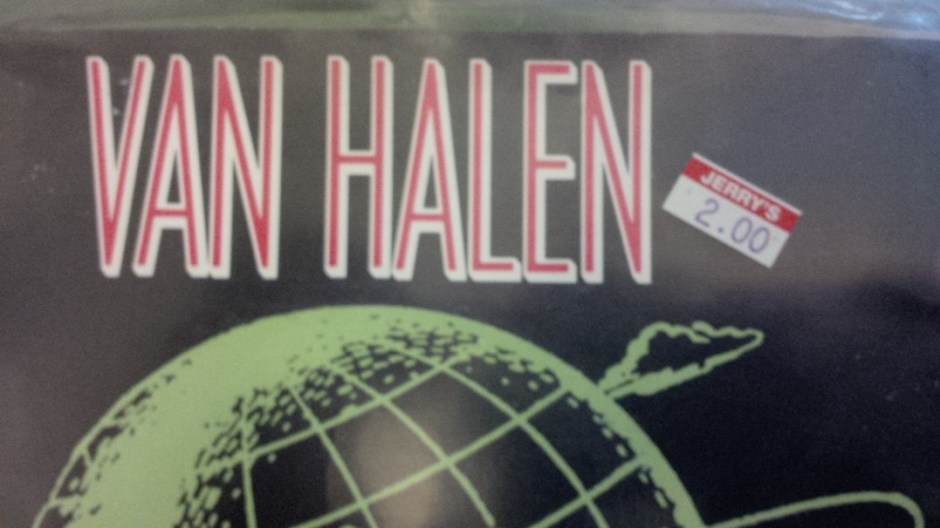 VAN HALEN
JERRY'S
2.00